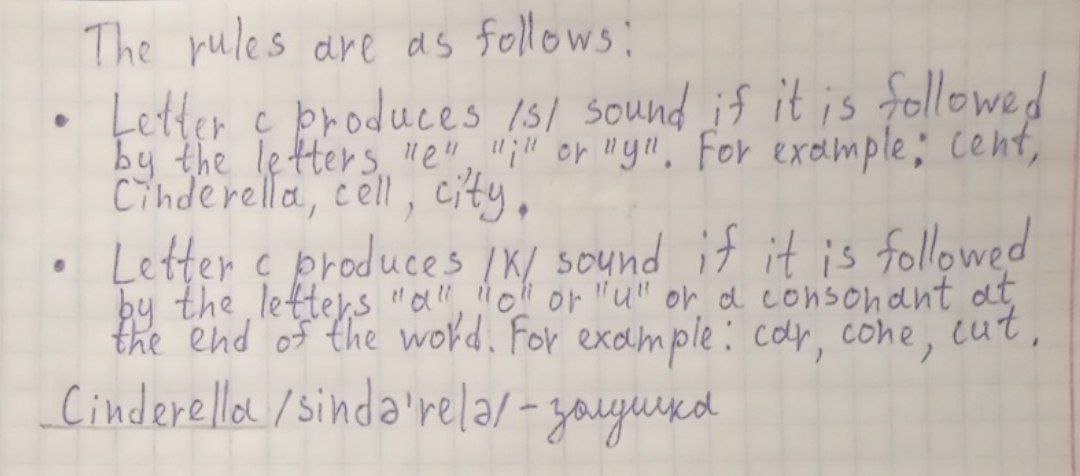 The rules are as follows:
• Letter c produces /s/ sound if it is followed
by the letters "e", "i" or "y". For example: cent,
Cinderella, cell, city.
• Letter c produces /k/ sound if it is followed
by the letters "a", "o" or "u" or a consonant at
the end of the word. For example: car, cone, cut.
Cinderella /sində'relə/ - золушка